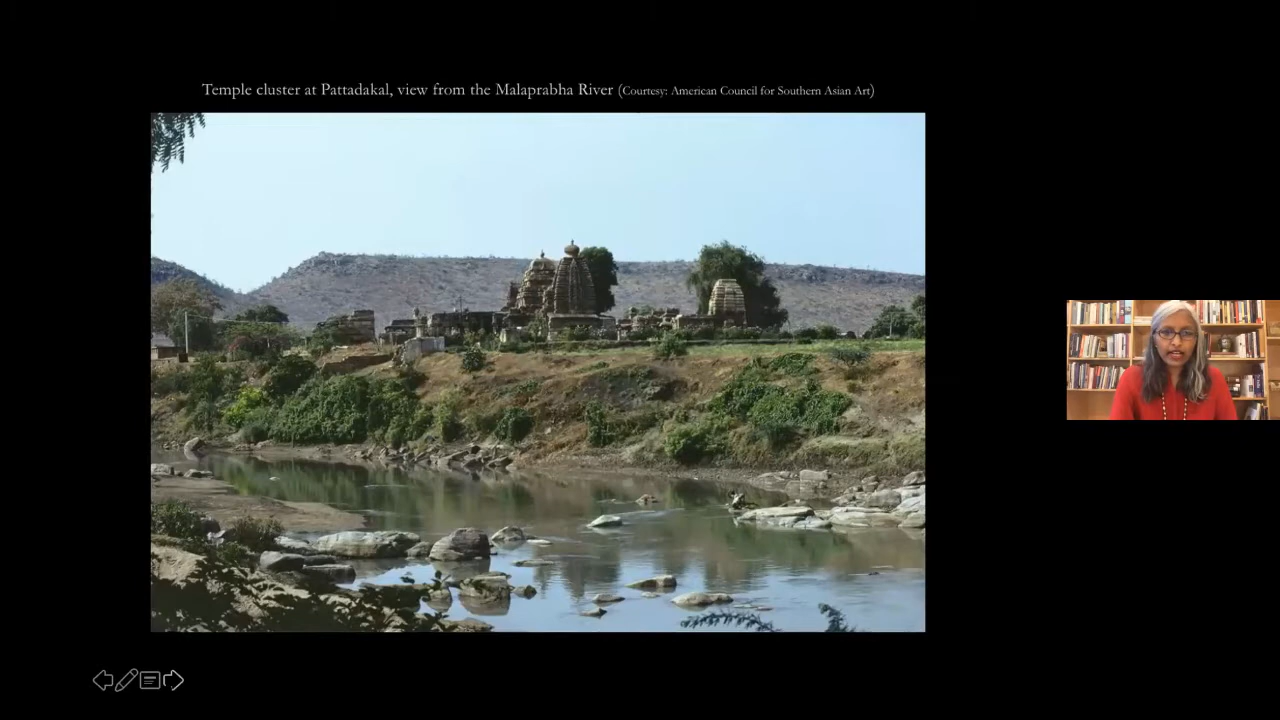 Temple cluster at Pattadakal, view from the Malaprabha River (Courtesy: American Council for Southern Asian Art)